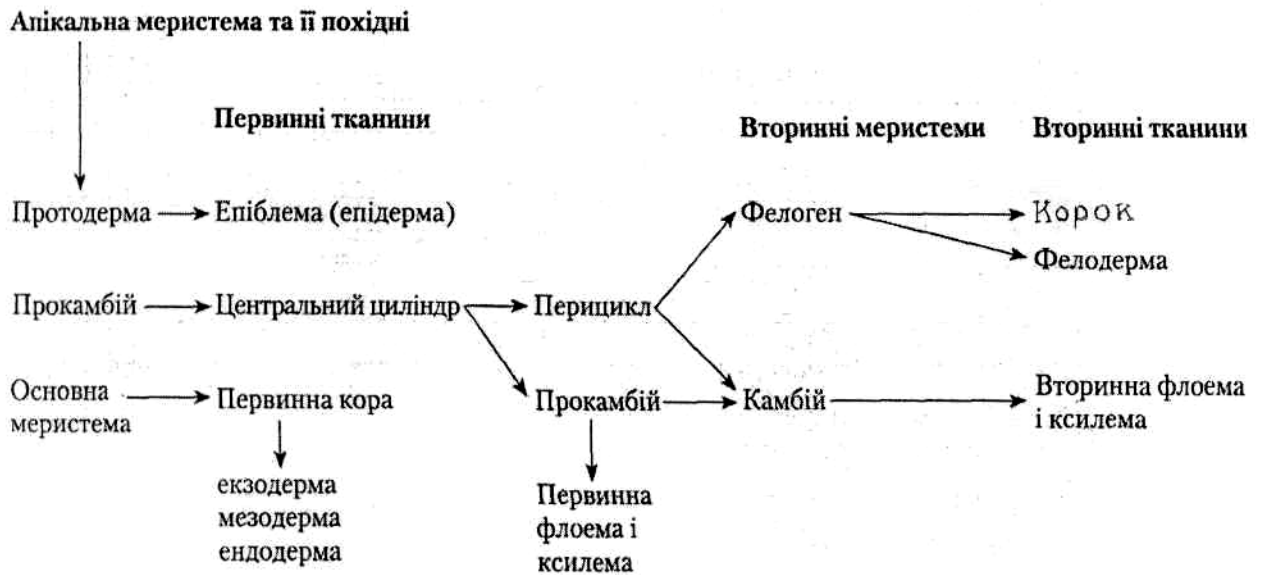 Апікальна меристема та її похідні
Первинні тканини
Вторинні меристеми
Вторинні тканини
Протодерма
Епіблема (епідерма)
Фелоген
Корок
Фелодерма
Прокамбій
Центральний циліндр
Перицикл
Основна
меристема
Первинна кора
Прокамбій
Камбій
Вторинна флоема
і ксилема
екзодерма
мезодерма
ендодерма
Первинна
флоема і
ксилема